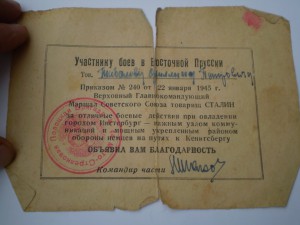 Участнику боев в Восточной Пруссии
Тов.
Приказом № 240 от 22 января 1945 г.
Верховный Главнокомандующий
Маршал Советского Союза товарищ СТАЛИН
за отличные боевые действия при овладении
городом Инстербург — важным узлом комму-
никаций и мощным укрепленным районом
обороны немцев на путях к Кенигсбергу
ОБЪЯВИЛ ВАМ БЛАГОДАРНОСТЬ
Командир части